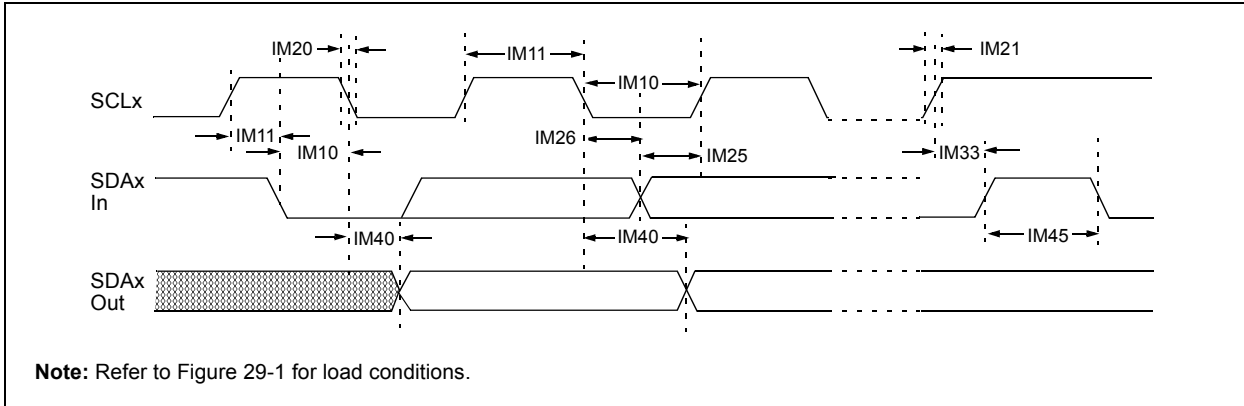 IM20
IM11
IM21
IM10
SCLx
IM11
IM26
IM10
IM25
IM33
SDAx
In
IM40
IM40
IM45
SDAx
Out
Note: Refer to Figure 29-1 for load conditions.